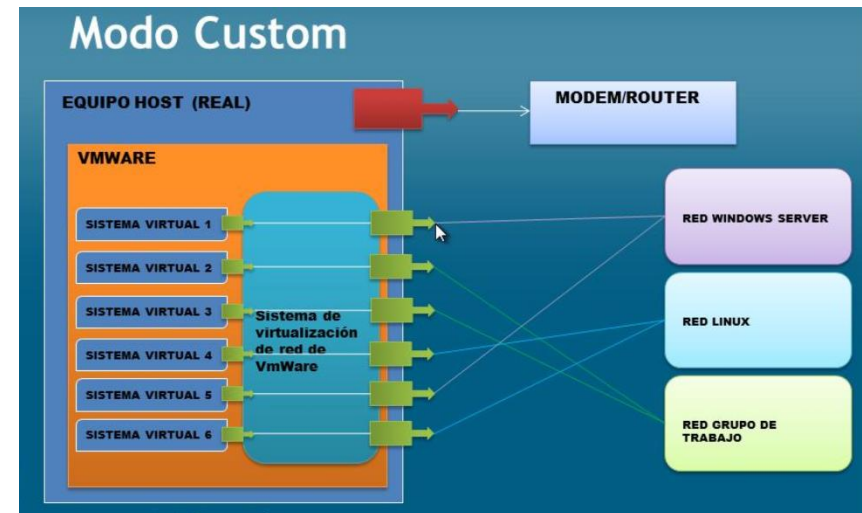 Modo Custom
EQUIPO HOST (REAL)
MODEM/ROUTER
VMWARE
SISTEMA VIRTUAL 1
SISTEMA VIRTUAL 2
SISTEMA VIRTUAL 3
SISTEMA VIRTUAL 4
SISTEMA VIRTUAL 5
SISTEMA VIRTUAL 6
Sistema de
virtualización
de red de
VmWare
RED WINDOWS SERVER
RED LINUX
RED GRUPO DE
TRABAJO